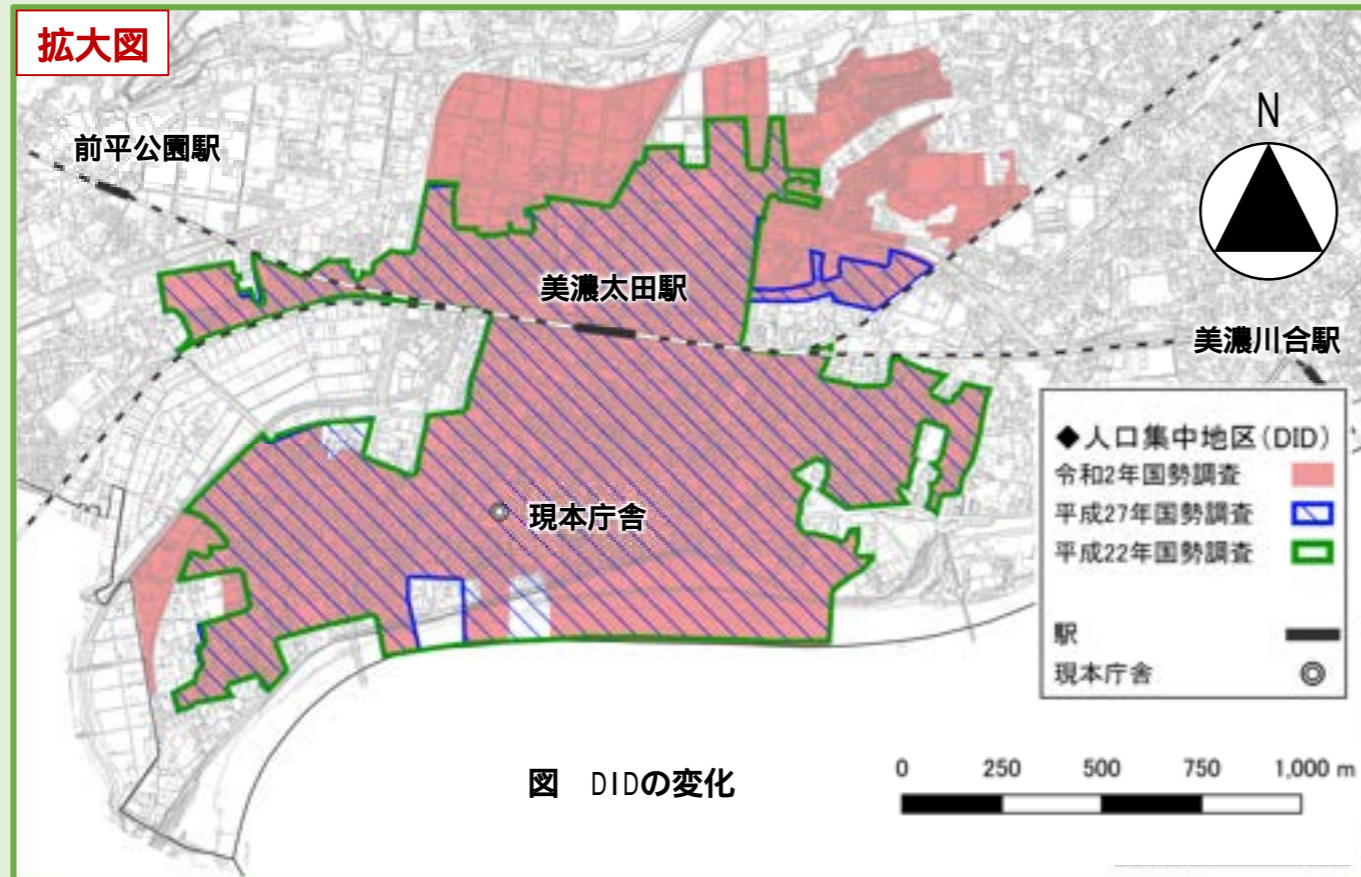 拡大図
前平公園駅
N
美濃太田駅
美濃川合駅
◆人口集中地区(DID)
令和2年国勢調査
平成27年国勢調査
平成22年国勢調査
駅
現本庁舎
現本庁舎
図 DIDの変化
0 250 500 750 1,000 m